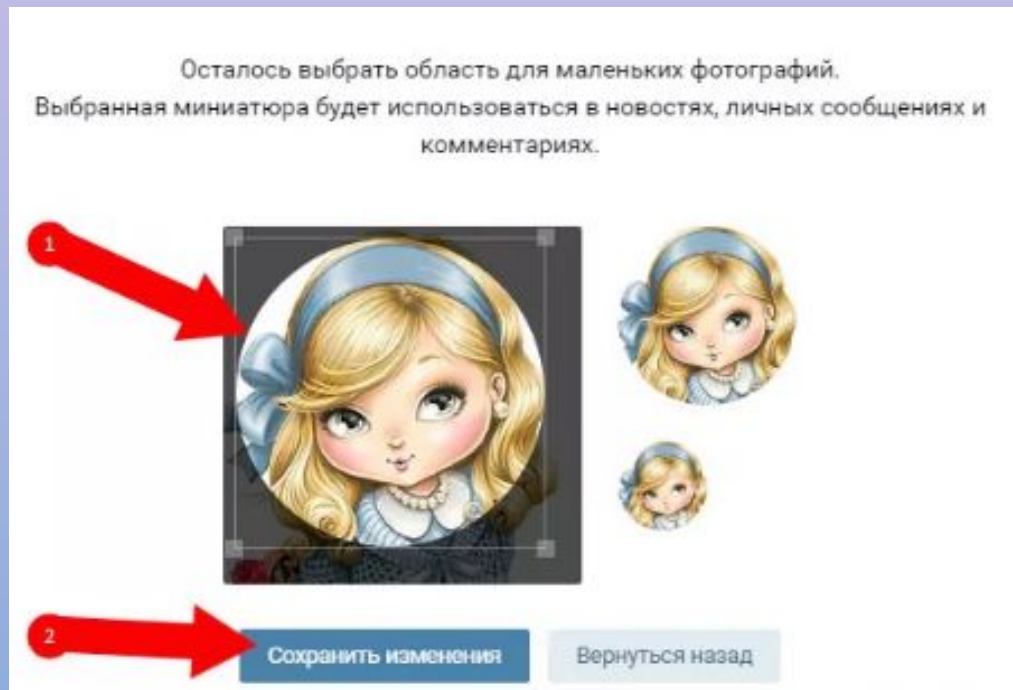 Осталось выбрать область для маленьких фотографий.
Выбранная миниатюра будет использоваться в новостях, личных сообщениях и
комментариях.
1
2
Сохранить изменения
Вернуться назад